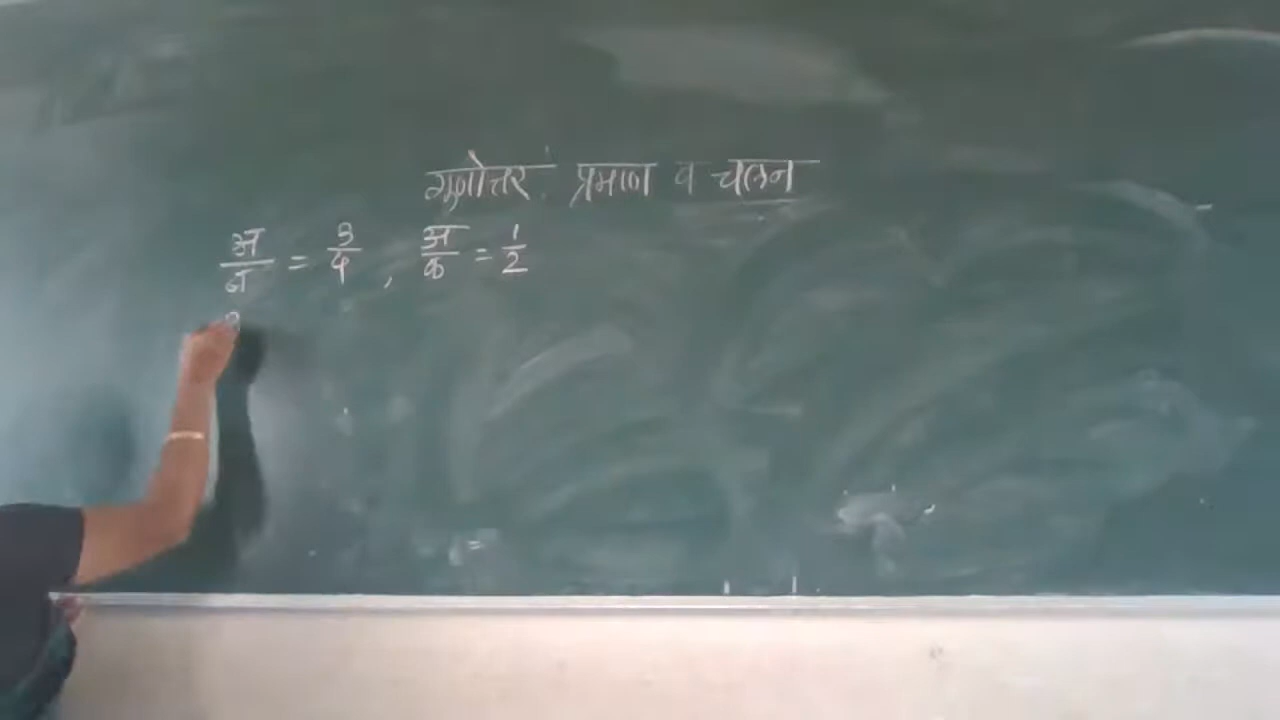 गुणोत्तर प्रमाण व चलन
अ/ब = 3/4 , अ/क = 1/2